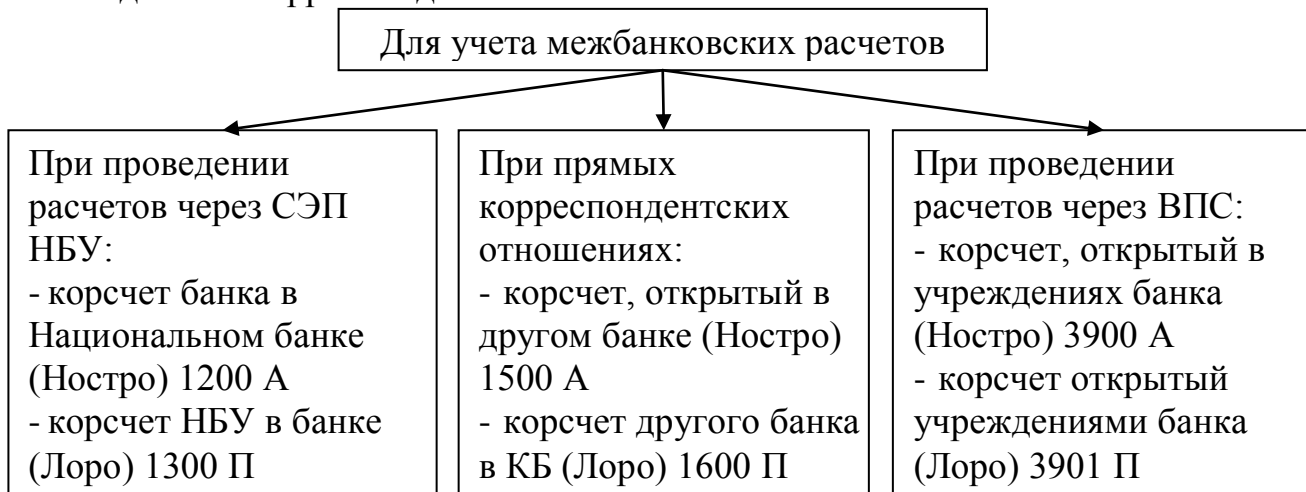 Для учета межбанковских расчетов
При проведении
расчетов через СЭП
НБУ:
- корсчет банка в
Национальном банке
(Ностро) 1200 А
- корсчет НБУ в банке
(Лоро) 1300 П
При прямых
корреспондентских
отношениях:
- корсчет, открытый в
другом банке (Ностро)
1500 А
- корсчет другого банка
в КБ (Лоро) 1600 П
При проведении
расчетов через ВПС:
- корсчет, открытый в
учреждениях банка
(Ностро) 3900 А
- корсчет открытый
учреждениями банка
(Лоро) 3901 П